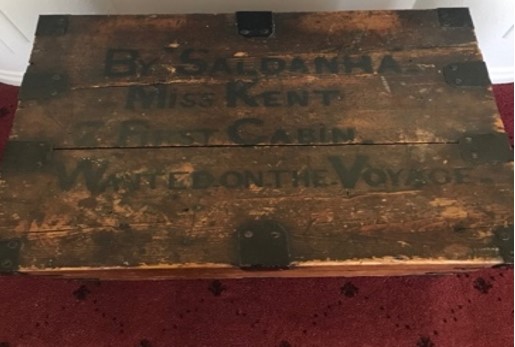 By Saldanha.
Miss Kent
First Cabin.
Wanted-on-the-Voyage-